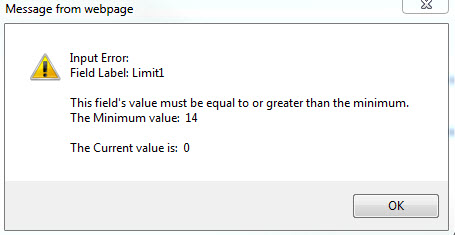 Message from webpage
Input Error:
Field Label: Limit1
This field's value must be equal to or greater than the minimum.
The Minimum value: 14
The Current value is: 0
OK